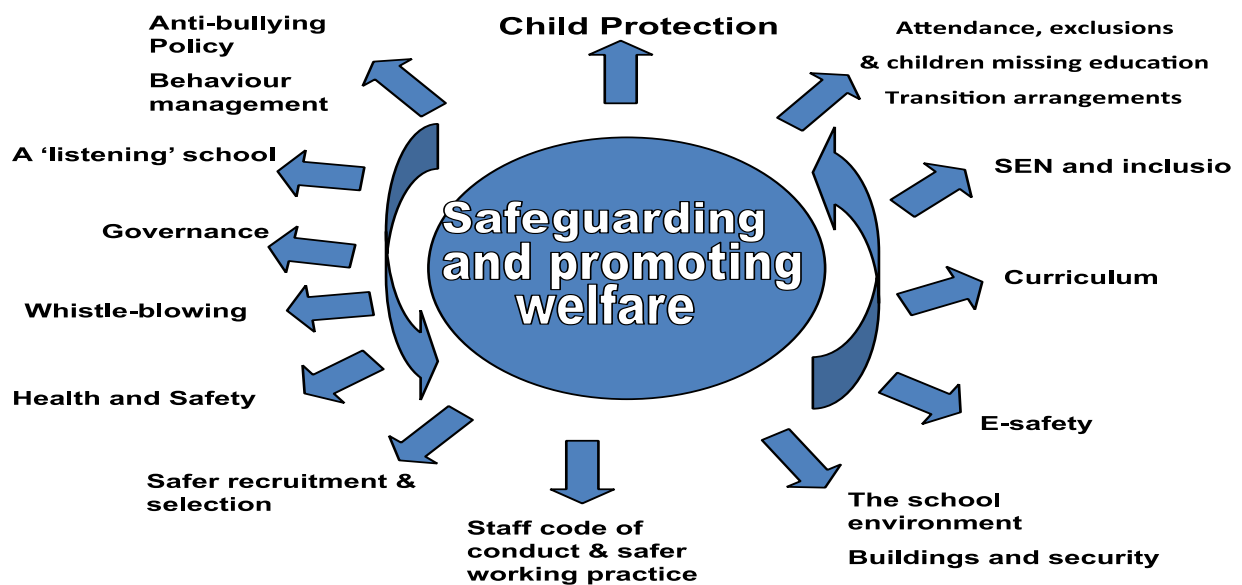 Anti-bullying
Policy
Behaviour
management
Child Protection
Attendance, exclusions
& children missing education
Transition arrangements
A ‘listening’ school
SEN and inclusio
Governance
Safeguarding
and promoting
welfare
Curriculum
Whistle-blowing
Health and Safety
E-safety
Safer recruitment &
selection
Staff code of
conduct & safer
working practice
The school
environment
Buildings and security